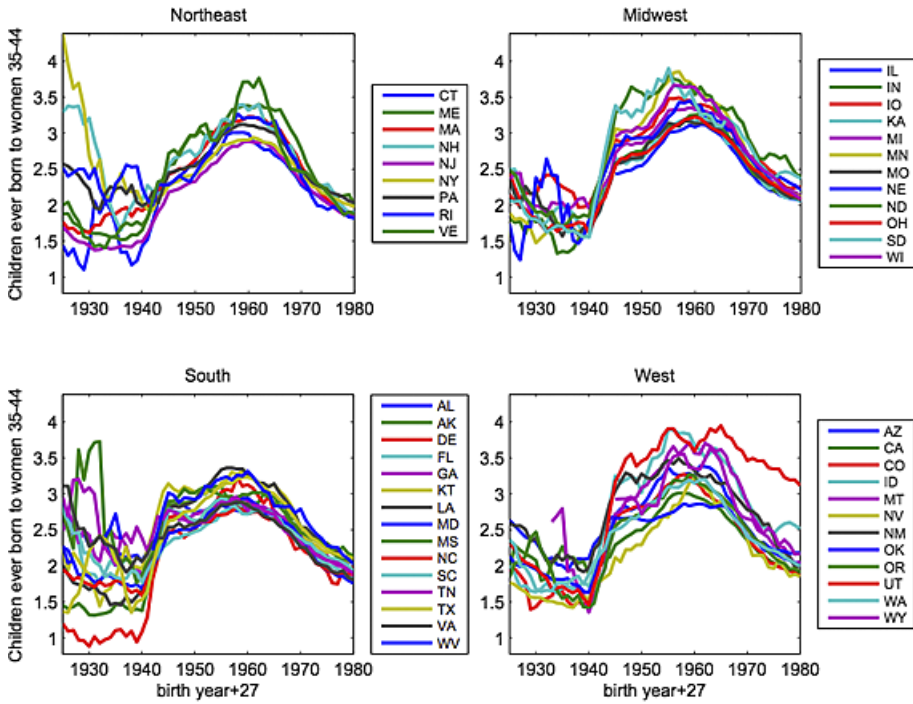 Northeast
Children ever born to women 35-44
4
3.5
3
2.5
2
1.5
1
1930 1940 1950 1960 1970 1980
CT
ME
MA
NH
NJ
NY
PA
RI
VE
Midwest
4
3.5
3
2.5
2
1.5
1
1930 1940 1950 1960 1970 1980
IL
IN
IO
KA
MI
MN
MO
NE
ND
OH
SD
WI
South
Children ever born to women 35-44
4
3.5
3
2.5
2
1.5
1
1930 1940 1950 1960 1970 1980
birth year+27
AL
AK
DE
FL
GA
KT
LA
MD
MS
NC
SC
TN
TX
VA
WV
West
4
3.5
3
2.5
2
1.5
1
1930 1940 1950 1960 1970 1980
birth year+27
AZ
CA
CO
ID
MT
NV
NM
OK
OR
UT
WA
WY